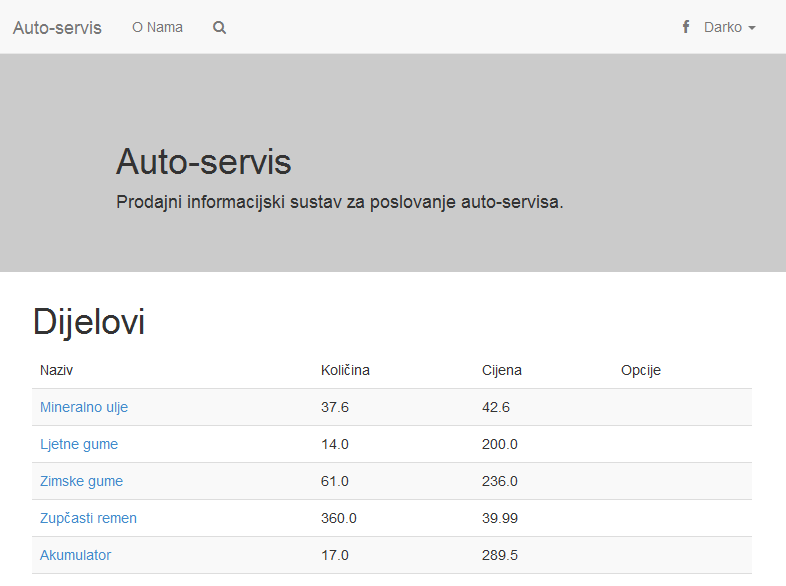 Auto-servis O Nama Darko
Auto-servis
Prodajni informacijski sustav za poslovanje auto-servisa.
Dijelovi
Naziv Količina Cijena Opcije
Mineralno ulje 37.6 42.6
Ljetne gume 14.0 200.0
Zimske gume 61.0 236.0
Zupčasti remen 360.0 39.99
Akumulator 17.0 289.5